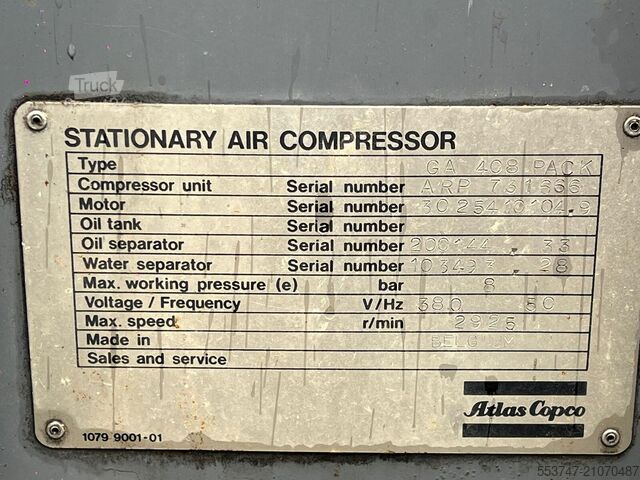 Truck
STATIONARY AIR COMPRESSOR
Type GA 408 PACK
Compressor unit Serial number ARP 731666
Motor Serial number 3025410104.9
Oil tank Serial number
Oil separator Serial number 200144 . 33
Water separator Serial number 103493 . 28
Max. working pressure (e) bar 8
Voltage / Frequency V/Hz 380 50
Max. speed r/min 2925
Made in BELGIUM
Sales and service
Atlas Copco
1079 9001-01
553747-21070487